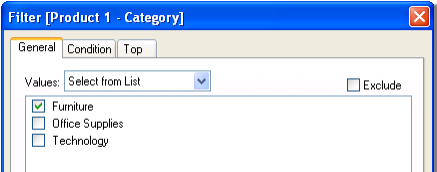 Filter [Product 1 - Category]
General Condition Top
Values: Select from List Exclude
Furniture
Office Supplies
Technology